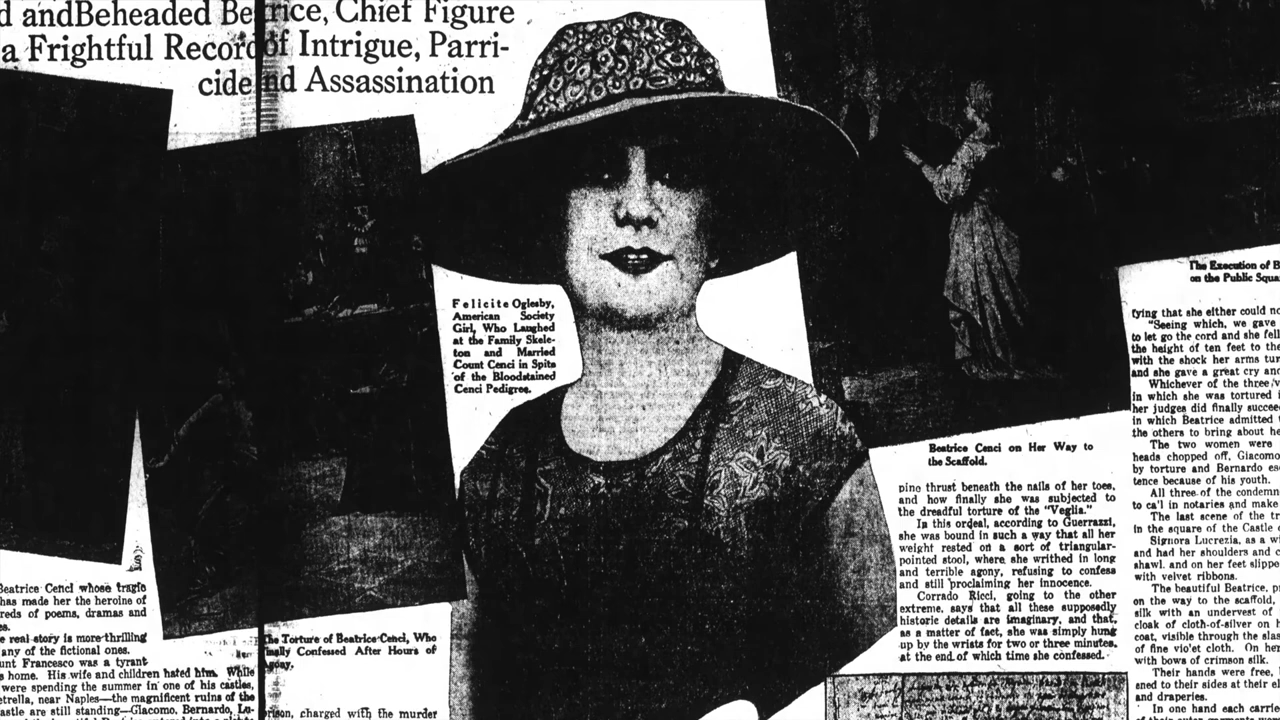 d andBeheaded Be rice, Chief Figure
a Frightful Record of Intrigue, Parri-
cide nd Assassination
Felicite Oglesby,
American Society
Girl, Who Laughed
at the Family Skele-
ton and Married
Count Cenci in Spite
of the Bloodstained
Cenci Pedigree.
Beatrice Cenci whose tragic
has made her the heroine of
reds of poems, dramas and
es.
e real story is more thrilling
any of the fictional ones.
unt Francesco was a tyrant
s home. His wife and children hated him. While
were spending the summer in one of his castles,
etrella, near Naples—the magnificent ruins of the
astle are still standing—Giacomo, Bernardo, Lu-
The Torture of Beatrice Cenci, Who
inally Confessed After Hours of
Agony.
rison, charged with the murder
Beatrice Cenci on Her Way to
the Scaffold.
pins thrust beneath the nails of her toes,
and how finally she was subjected to
the dreadful torture of the "Veglia."
In this ordeal, according to Guerrazzi,
she was bound in such a way that all her
weight rested on a sort of triangular-
pointed stool, where she writhed in long
and terrible agony, refusing to confess
and still proclaiming her innocence.
Corrado Ricci, going to the other
extreme, says that all these supposedly
historic details are imaginary, and that,
as a matter of fact, she was simply hung
up by the wrists for two or three minutes,
at the end of which time she confessed.
The Execution of B
on the Public Squa
tying that she either could no
"Seeing which, we gave
to let go the cord and she fell
the height of ten feet to the
with the shock her arms tur
and she gave a great cry and
Whichever of the three v
in which she was tortured i
her judges did finally succee
in which Beatrice admitted
the others to bring about he
The two women were
heads chopped off, Giacomo
by torture and Bernardo es
tence because of his youth.
All three of the condemn
to ca'l in notaries and make
The last scene of the tr
in the square of the Castle
Signora Lucrezia, as a wi
and had her shoulders and c
shawl, and on her feet slippe
with velvet ribbons.
The beautiful Beatrice, p
on the way to the scaffold,
silk with an undervest of
cloak of cloth-of-silver on h
coat, visible through the slas
of fine vio'et cloth. On her
with bows of crimson silk.
Their hands were free,
ened to their sides at their el
and draperies.
In one hand each carrie